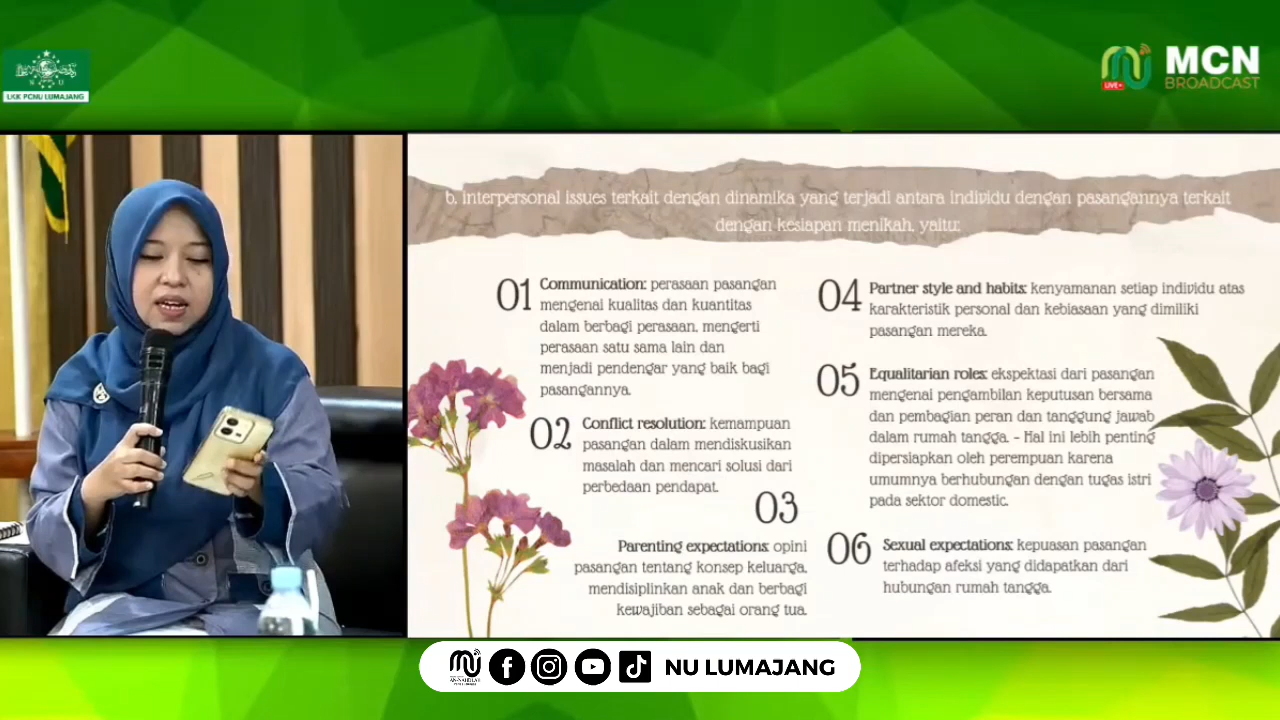 LKK PCNU LUMAJANG
LIVE
MCN
BROADCAST
b. interpersonal issues terkait dengan dinamika yang terjadi antara individu dengan pasangannya terkait
dengan kesiapan menikah, yaitu:
01
Communication: perasaan pasangan
mengenai kualitas dan kuantitas
dalam berbagi perasaan, mengerti
perasaan satu sama lain dan
menjadi pendengar yang baik bagi
pasangannya.
02
Conflict resolution: kemampuan
pasangan dalam mendiskusikan
masalah dan mencari solusi dari
perbedaan pendapat.
03
Parenting expectations: opini
pasangan tentang konsep keluarga,
mendisiplinkan anak dan berbagi
kewajiban sebagai orang tua.
04
Partner style and habits: kenyamanan setiap individu atas
karakteristik personal dan kebiasaan yang dimiliki
pasangan mereka.
05
Equalitarian roles: ekspektasi dari pasangan
mengenai pengambilan keputusan bersama
dan pembagian peran dan tanggung jawab
dalam rumah tangga. - Hal ini lebih penting
dipersiapkan oleh perempuan karena
umumnya berhubungan dengan tugas istri
pada sektor domestic.
06
Sexual expectations: kepuasan pasangan
terhadap afeksi yang didapatkan dari
hubungan rumah tangga.
NU LUMAJANG